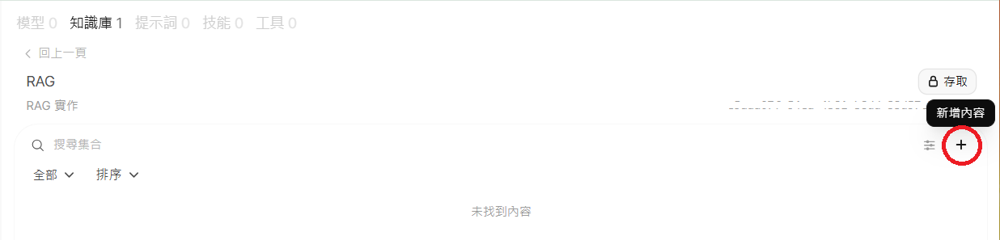 模型 0 知識庫 1 提示詞 0 技能 0 工具 0
回上一頁
RAG
存取
RAG 實作
新增內容
搜尋集合
全部 排序
未找到內容